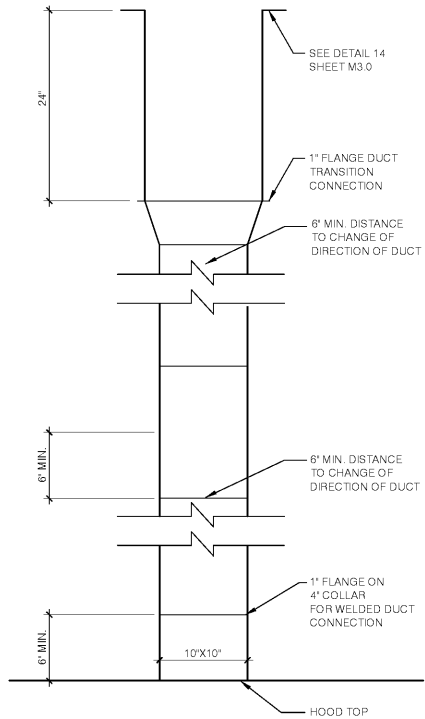 SEE DETAIL 14
SHEET M3.0
24"
1" FLANGE DUCT
TRANSITION
CONNECTION
6' MIN. DISTANCE
TO CHANGE OF
DIRECTION OF DUCT
6' MIN.
6' MIN. DISTANCE
TO CHANGE OF
DIRECTION OF DUCT
1" FLANGE ON
4" COLLAR
FOR WELDED DUCT
CONNECTION
6' MIN.
10"X10"
HOOD TOP